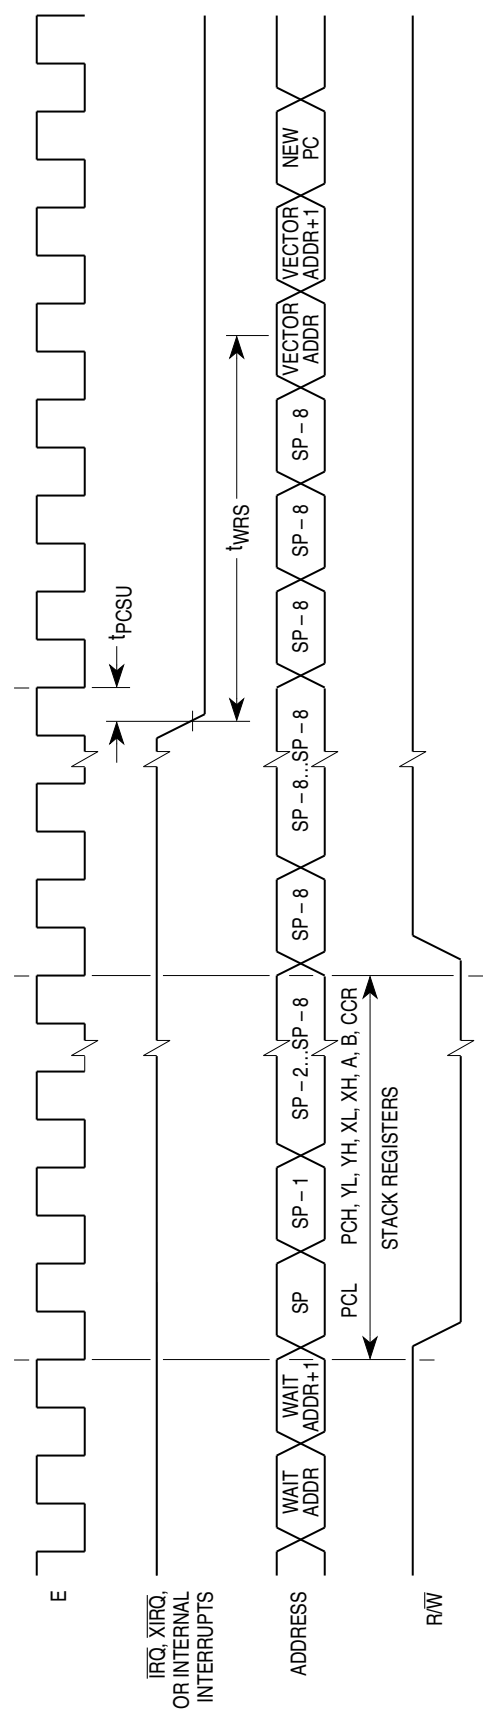 E
t_PCSU
IRQ, XIRQ,
OR INTERNAL
INTERRUPTS
t_WRS
ADDRESS
WAIT
ADDR
WAIT
ADDR+1
SP
SP – 1
SP – 2...SP – 8
SP – 8
SP – 8...SP – 8
SP – 8
SP – 8
SP – 8
VECTOR
ADDR
VECTOR
ADDR+1
NEW
PC
PCL PCH, YL, YH, XL, XH, A, B, CCR
STACK REGISTERS
R/W